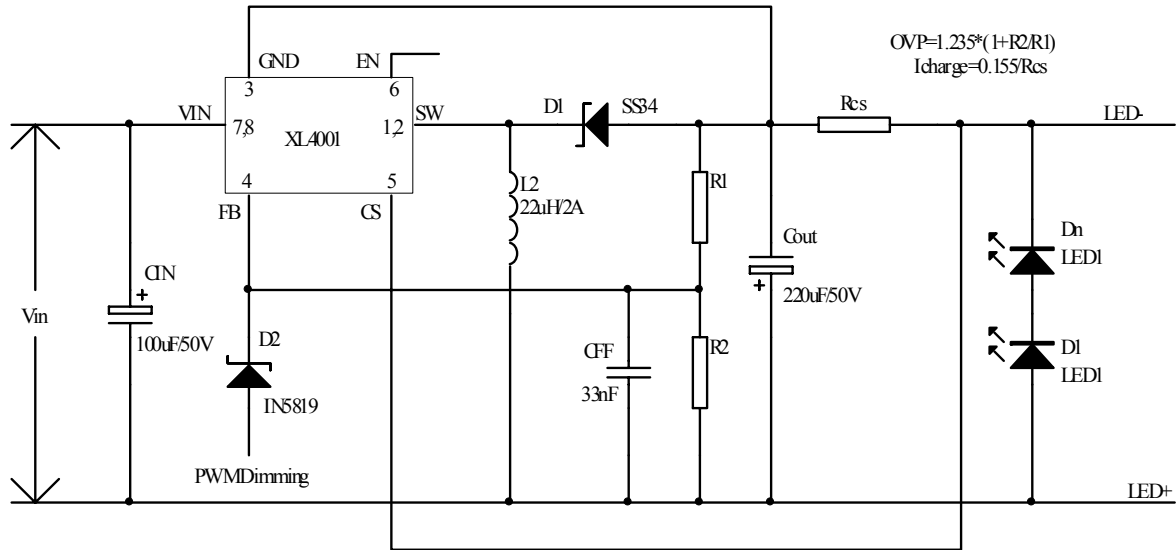 OVP=1.235*(1+R2/R1)
Icharge=0.155/Rcs
GND
EN
3
6
VIN
7,8
XL4001
1,2
SW
D1
SS34
Rcs
LED-
4
5
FB
CS
L2
22uH/2A
R1
Cout
+
220uF/50V
Dn
LED1
CIN
+
100uF/50V
Vin
D2
IN5819
CFF
33nF
R2
D1
LED1
PWMDimming
LED+